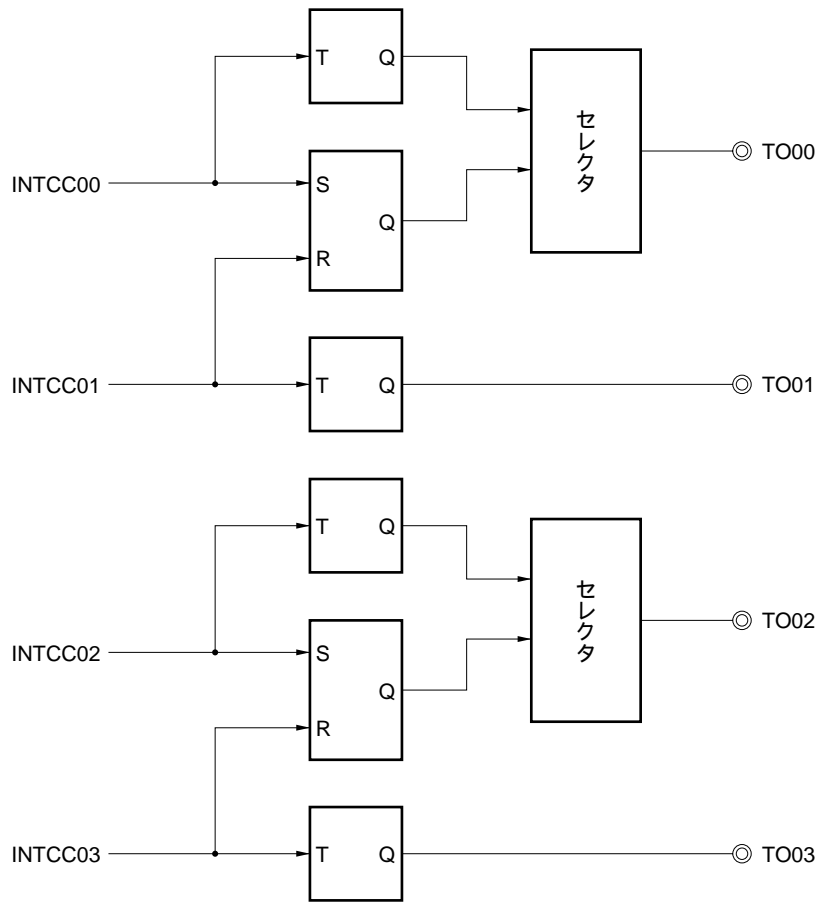 T Q
セレクタ
TO00
INTCC00
S
Q
R
INTCC01
T Q
TO01
T Q
セレクタ
TO02
INTCC02
S
Q
R
INTCC03
T Q
TO03